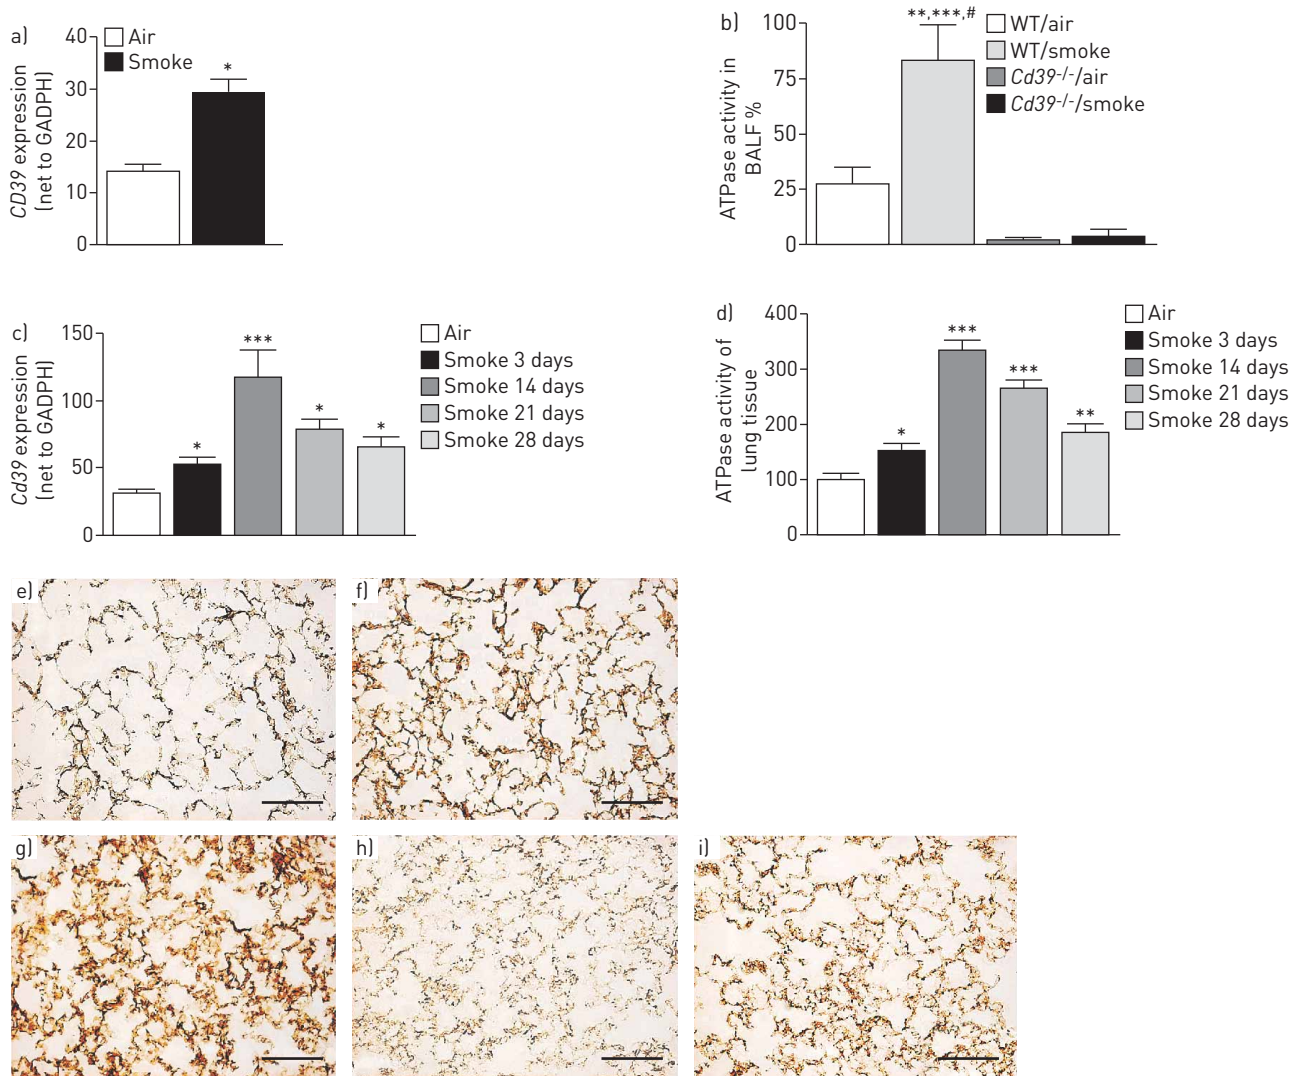 a)
CD39 expression
(net to GADPH)
40
30
20
10
0
Air
Smoke
*
b)
ATPase activity in
BALF %
100
75
50
25
0
**,***,#
WT/air
WT/smoke
Cd39-/-/air
Cd39-/-/smoke
c)
Cd39 expression
(net to GADPH)
150
100
50
0
*
***
*
*
Air
Smoke 3 days
Smoke 14 days
Smoke 21 days
Smoke 28 days
d)
ATPase activity of
lung tissue
400
300
200
100
0
*
***
***
**
Air
Smoke 3 days
Smoke 14 days
Smoke 21 days
Smoke 28 days
e)
f)
g)
h)
i)